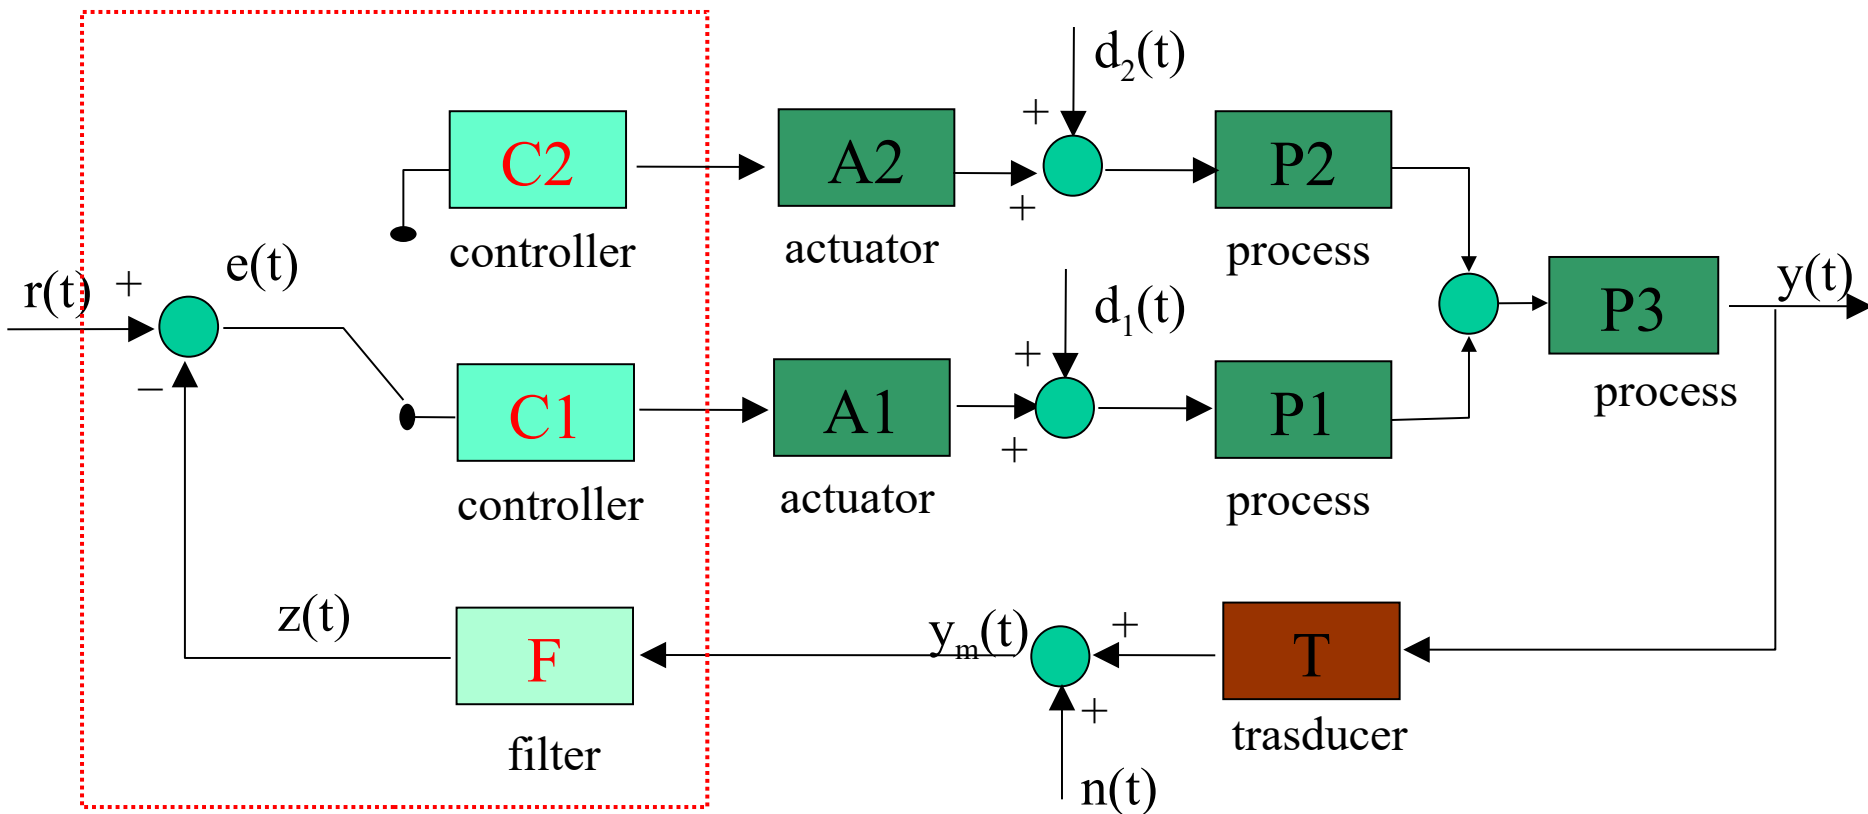 d₂(t)
+
C2
A2
P2
+
controller
actuator
process
r(t)
+
e(t)
y(t)
d₁(t)
P3
+
–
process
C1
A1
P1
+
controller
actuator
process
z(t)
F
yₘ(t)
+
T
+
filter
trasducer
n(t)